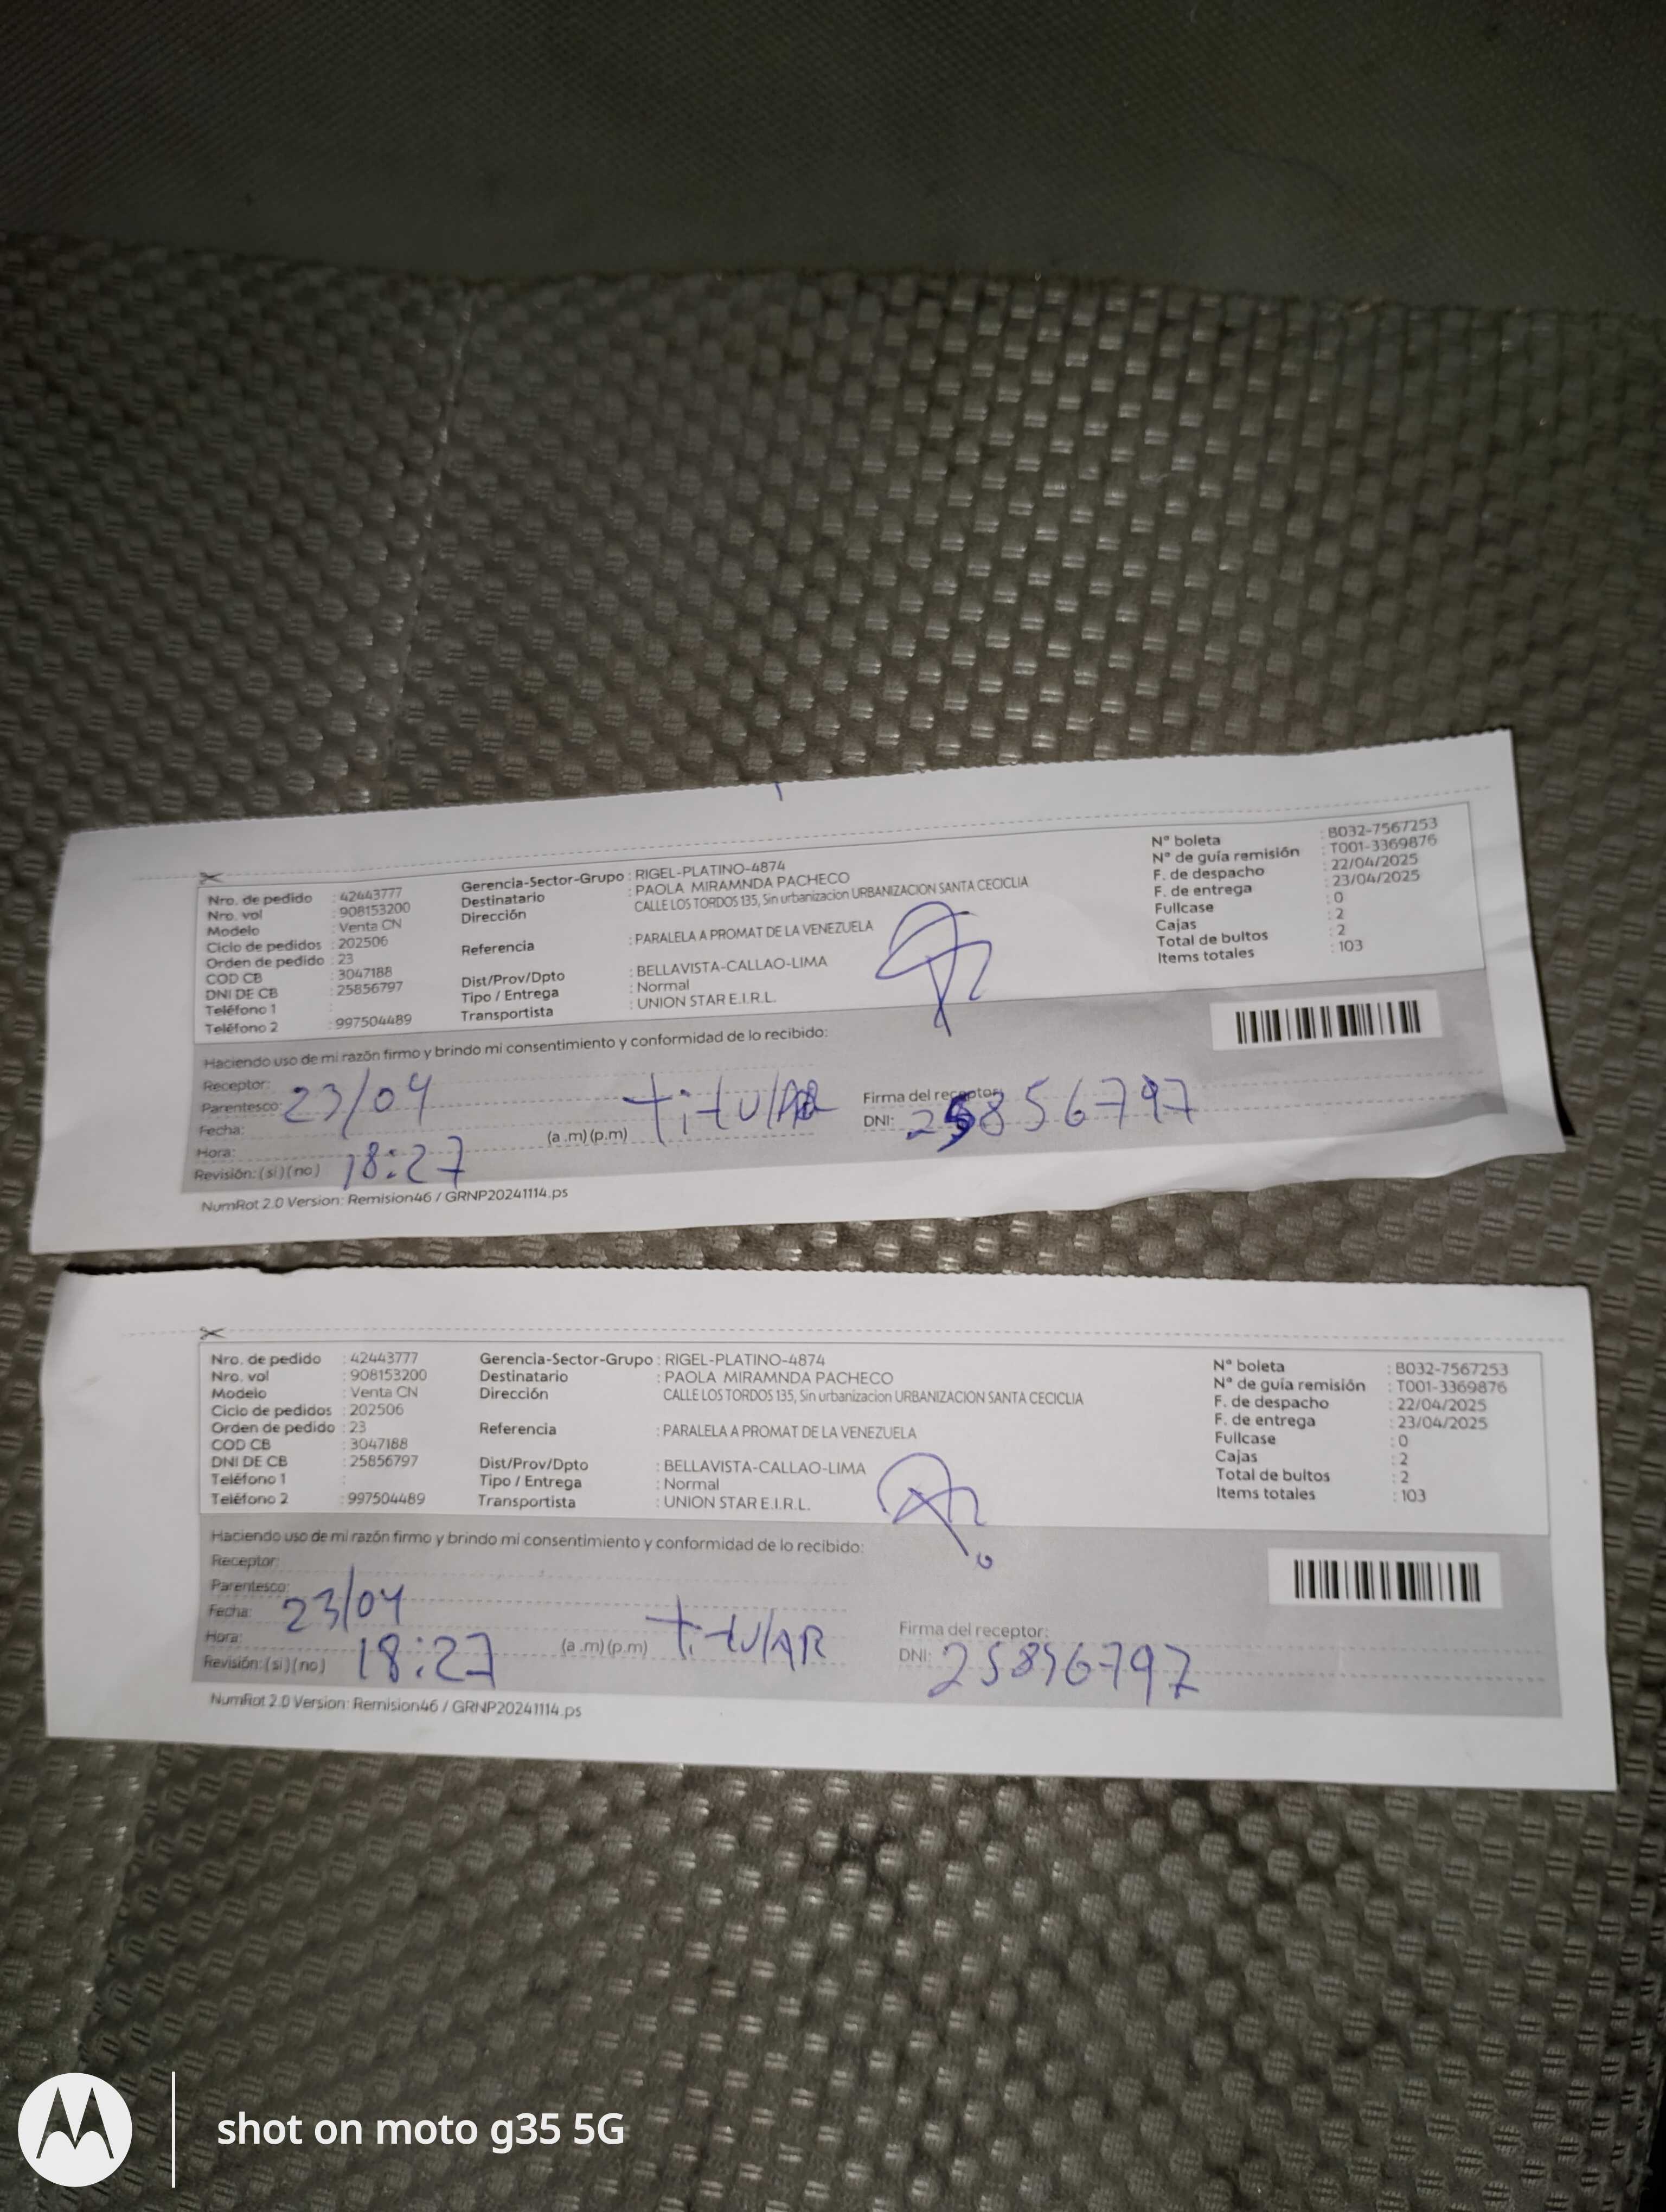 Nro. de pedido : 42443777
Nro. vol : 908153200
Modelo : Venta CN
Ciclo de pedidos : 202506
Orden de pedido : 23
COD CB : 3047188
DNI DE CB : 25856797
Teléfono 1 :
Teléfono 2 : 997504489
Gerencia-Sector-Grupo : RIGEL-PLATINO-4874
Destinatario : PAOLA MIRAMNDA PACHECO
Dirección CALLE LOS TORDOS 135, Sin urbanizacion URBANIZACION SANTA CECICLIA
Referencia : PARALELA A PROMAT DE LA VENEZUELA
Dist/Prov/Dpto : BELLAVISTA-CALLAO-LIMA
Tipo / Entrega : Normal
Transportista : UNION STAR E.I.R.L.
N° boleta : B032-7567253
N° de guía remisión : T001-3369876
F. de despacho : 22/04/2025
F. de entrega : 23/04/2025
Fullcase : 0
Cajas : 2
Total de bultos : 2
Items totales : 103
Haciendo uso de mi razón firmo y brindo mi consentimiento y conformidad de lo recibido:
Receptor:
Parentesco:
Fecha: 23/04
Hora: (a .m) (p.m) titulAR
Revisión: (si) (no) 18:27
Firma del receptor:
DNI: 25856797
NumRot 2.0 Version: Remision46 / GRNP20241114.ps
Nro. de pedido : 42443777
Nro. vol : 908153200
Modelo : Venta CN
Ciclo de pedidos : 202506
Orden de pedido : 23
COD CB : 3047188
DNI DE CB : 25856797
Teléfono 1 :
Teléfono 2 : 997504489
Gerencia-Sector-Grupo : RIGEL-PLATINO-4874
Destinatario : PAOLA MIRAMNDA PACHECO
Dirección CALLE LOS TORDOS 135, Sin urbanizacion URBANIZACION SANTA CECICLIA
Referencia : PARALELA A PROMAT DE LA VENEZUELA
Dist/Prov/Dpto : BELLAVISTA-CALLAO-LIMA
Tipo / Entrega : Normal
Transportista : UNION STAR E.I.R.L.
N° boleta : B032-7567253
N° de guía remisión : T001-3369876
F. de despacho : 22/04/2025
F. de entrega : 23/04/2025
Fullcase : 0
Cajas : 2
Total de bultos : 2
Items totales : 103
Haciendo uso de mi razón firmo y brindo mi consentimiento y conformidad de lo recibido:
Receptor:
Parentesco:
Fecha: 23/04
Hora: (a .m) (p.m) titulAR
Revisión: (si) (no) 18:27
Firma del receptor:
DNI: 25856797
NumRot 2.0 Version: Remision46 / GRNP20241114.ps
shot on moto g35 5G